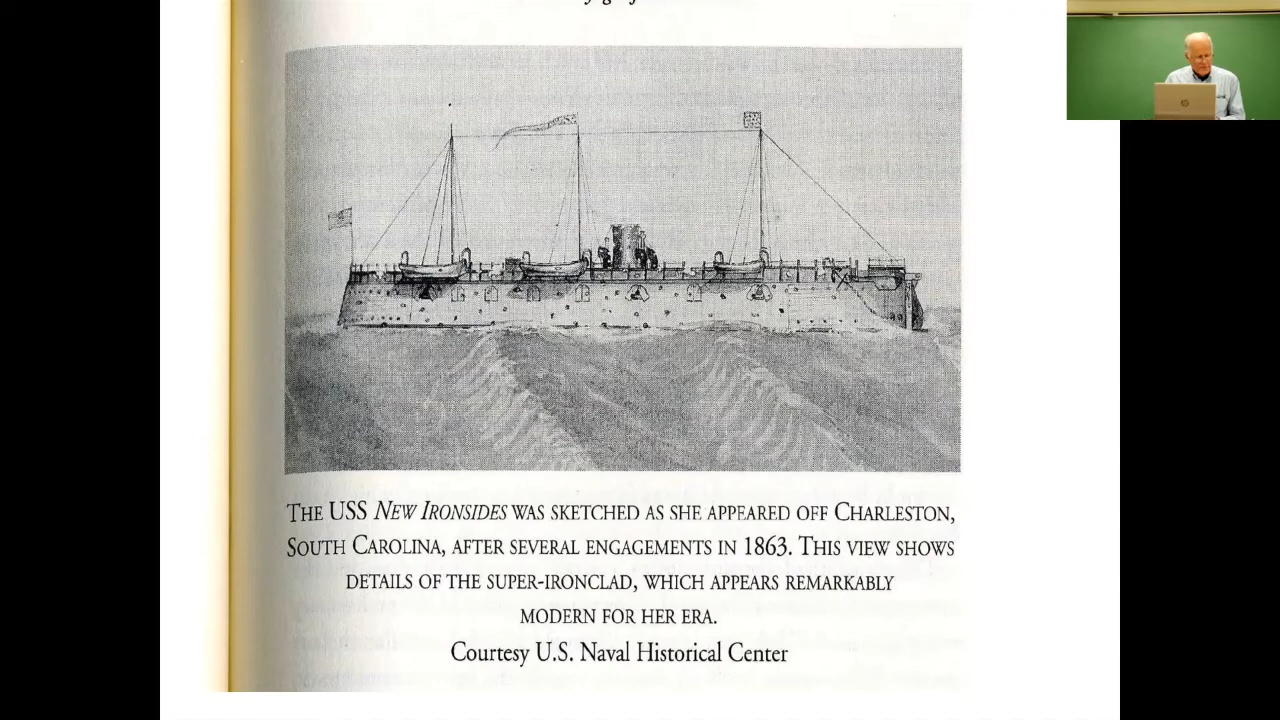 THE USS NEW IRONSIDES WAS SKETCHED AS SHE APPEARED OFF CHARLESTON,
SOUTH CAROLINA, AFTER SEVERAL ENGAGEMENTS IN 1863. THIS VIEW SHOWS
DETAILS OF THE SUPER-IRONCLAD, WHICH APPEARS REMARKABLY
MODERN FOR HER ERA.
Courtesy U.S. Naval Historical Center